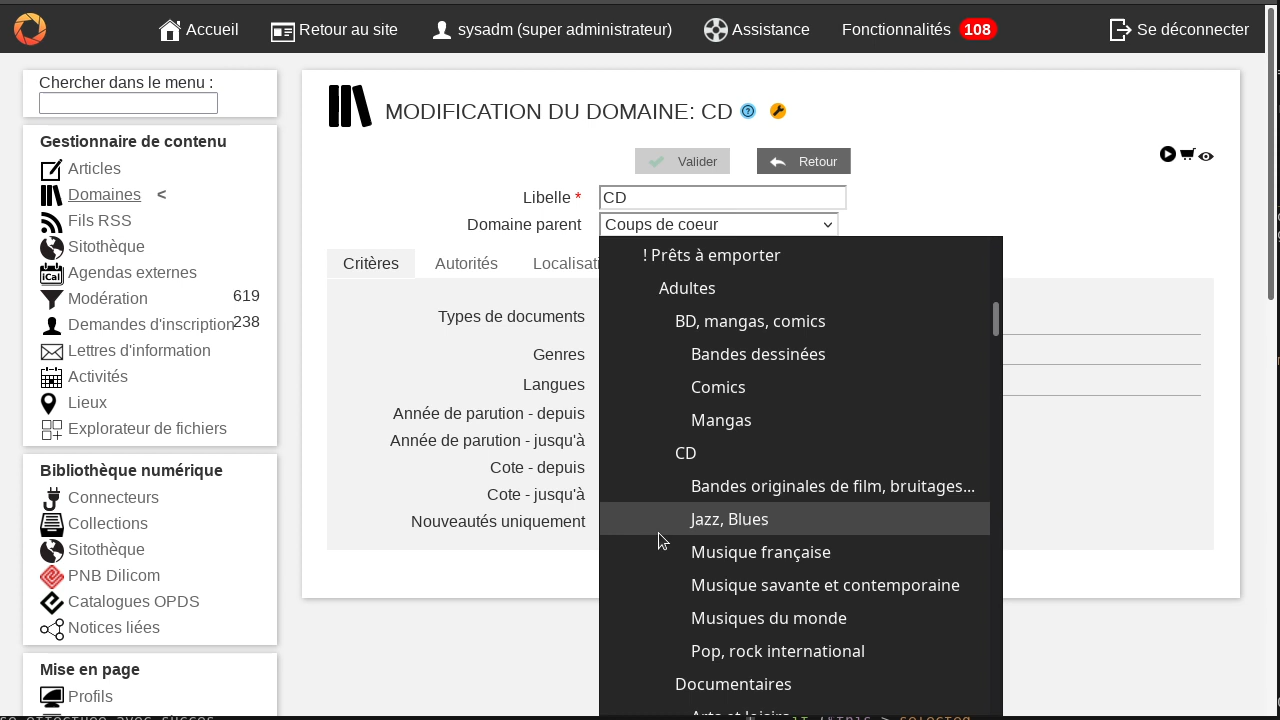 Accueil
Retour au site
sysadm (super administrateur)
Assistance
Fonctionnalités 108
Se déconnecter
Chercher dans le menu :
Gestionnaire de contenu
Articles
Domaines <
Fils RSS
Sitothèque
Agendas externes
Modération 619
Demandes d'inscription 238
Lettres d'information
Activités
Lieux
Explorateur de fichiers
Bibliothèque numérique
Connecteurs
Collections
Sitothèque
PNB Dilicom
Catalogues OPDS
Notices liées
Mise en page
Profils
MODIFICATION DU DOMAINE: CD
Valider
Retour
Libelle * CD
Domaine parent Coups de coeur
Critères
Autorités
Localisati
Types de documents
Genres
Langues
Année de parution - depuis
Année de parution - jusqu'à
Cote - depuis
Cote - jusqu'à
Nouveautés uniquement
! Prêts à emporter
Adultes
BD, mangas, comics
Bandes dessinées
Comics
Mangas
CD
Bandes originales de film, bruitages...
Jazz, Blues
Musique française
Musique savante et contemporaine
Musiques du monde
Pop, rock international
Documentaires
Arts et loisirs